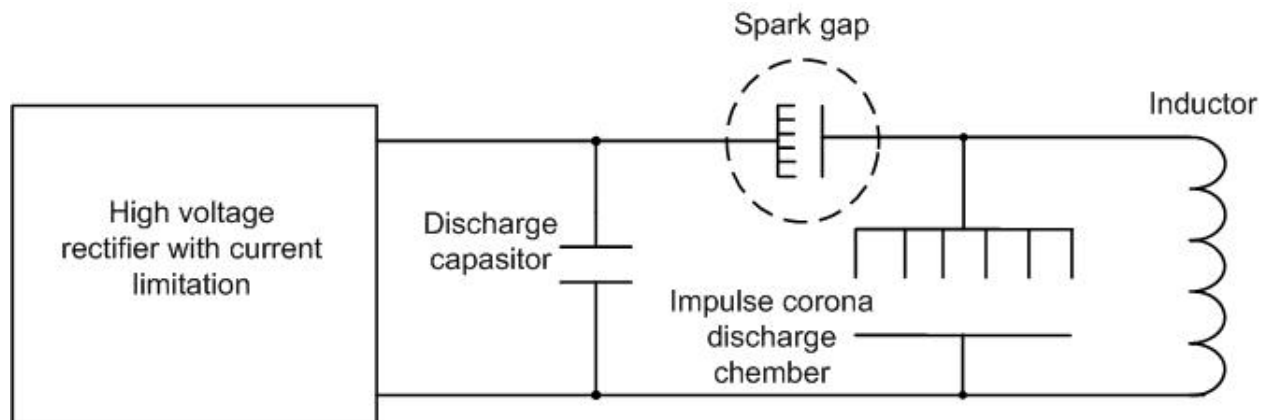 Spark gap
Inductor
High voltage
rectifier with current
limitation
Discharge
capasitor
Impulse corona
discharge
chember